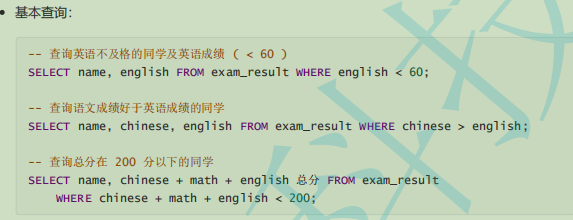 • 基本查询：
-- 查询英语不及格的同学及英语成绩 ( < 60 )
SELECT name, english FROM exam_result WHERE english < 60;
-- 查询语文成绩好于英语成绩的同学
SELECT name, chinese, english FROM exam_result WHERE chinese > english;
-- 查询总分在 200 分以下的同学
SELECT name, chinese + math + english 总分 FROM exam_result
WHERE chinese + math + english < 200;